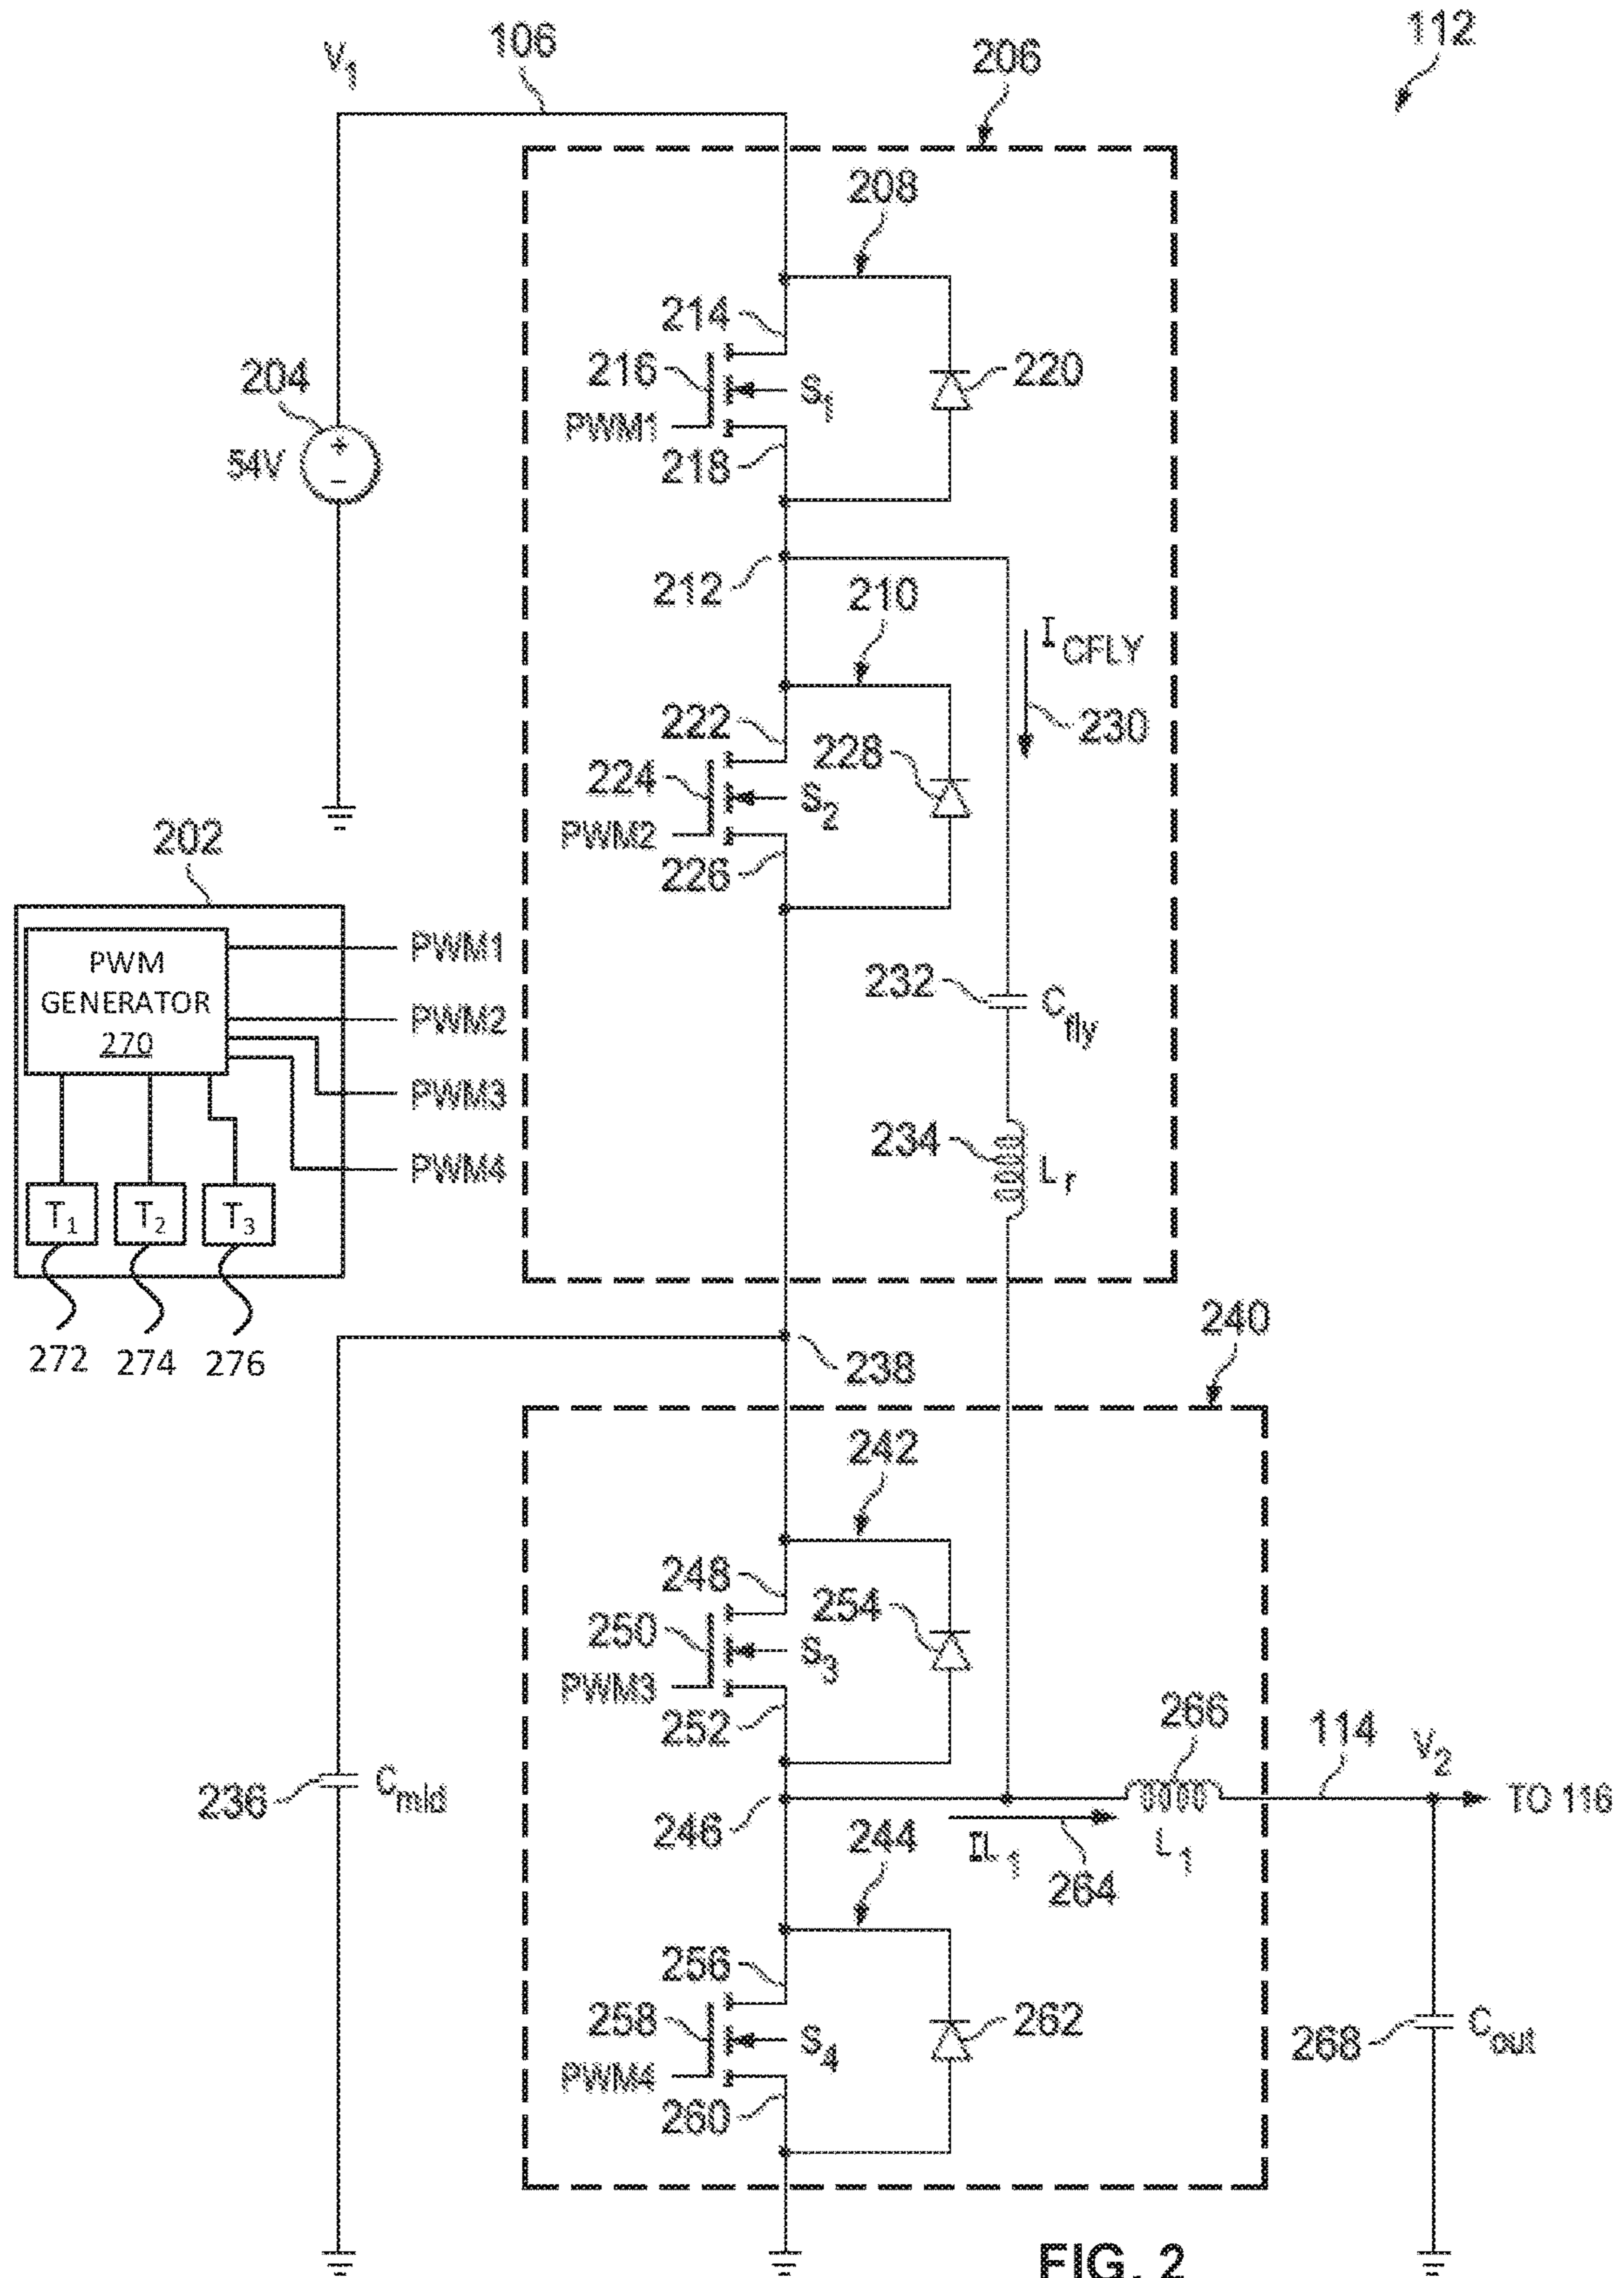 V1
106
206
112
208
214
216
S1
220
PWM1
218
204
54V
212
210
ICFLY
222
230
228
224
S2
PWM2
226
202
PWM GENERATOR 270
PWM1
PWM2
PWM3
PWM4
T1
T2
T3
272
274
276
232
Cfly
234
Lr
238
240
242
248
254
250
S3
PWM3
252
266
114
V2
TO 116
246
IL1
L1
264
236
Cmid
244
256
258
S4
262
PWM4
260
268
Cout
FIG. 2